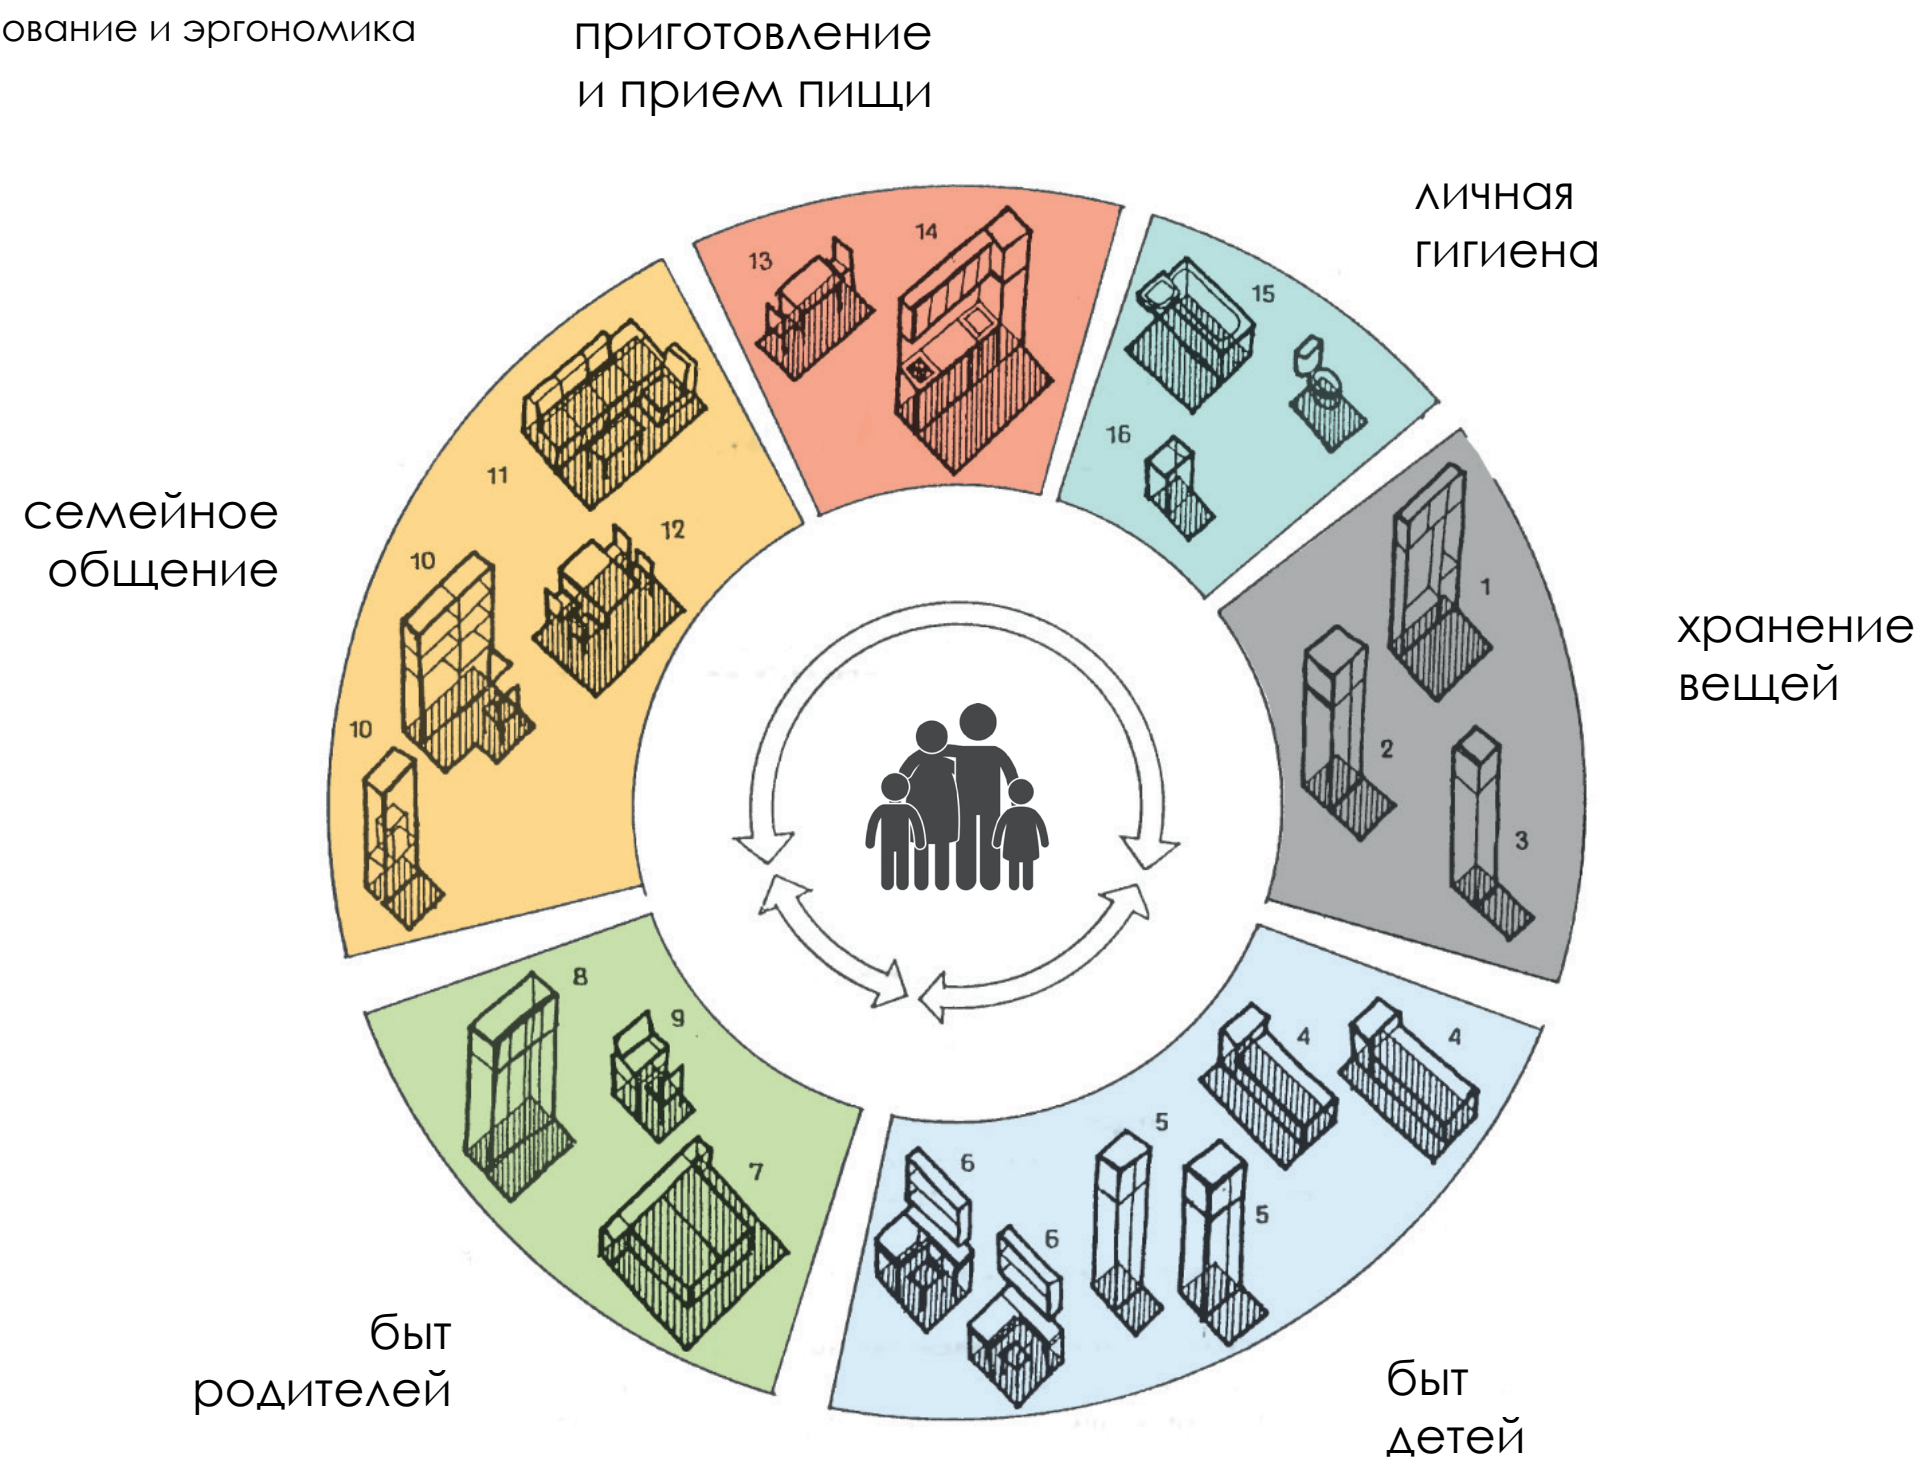 ование и эргономика
приготовление
и прием пищи
личная
гигиена
13
14
15
16
11
12
10
10
семейное
общение
1
2
3
хранение
вещей
8
9
7
4
4
5
5
6
6
быт
родителей
быт
детей